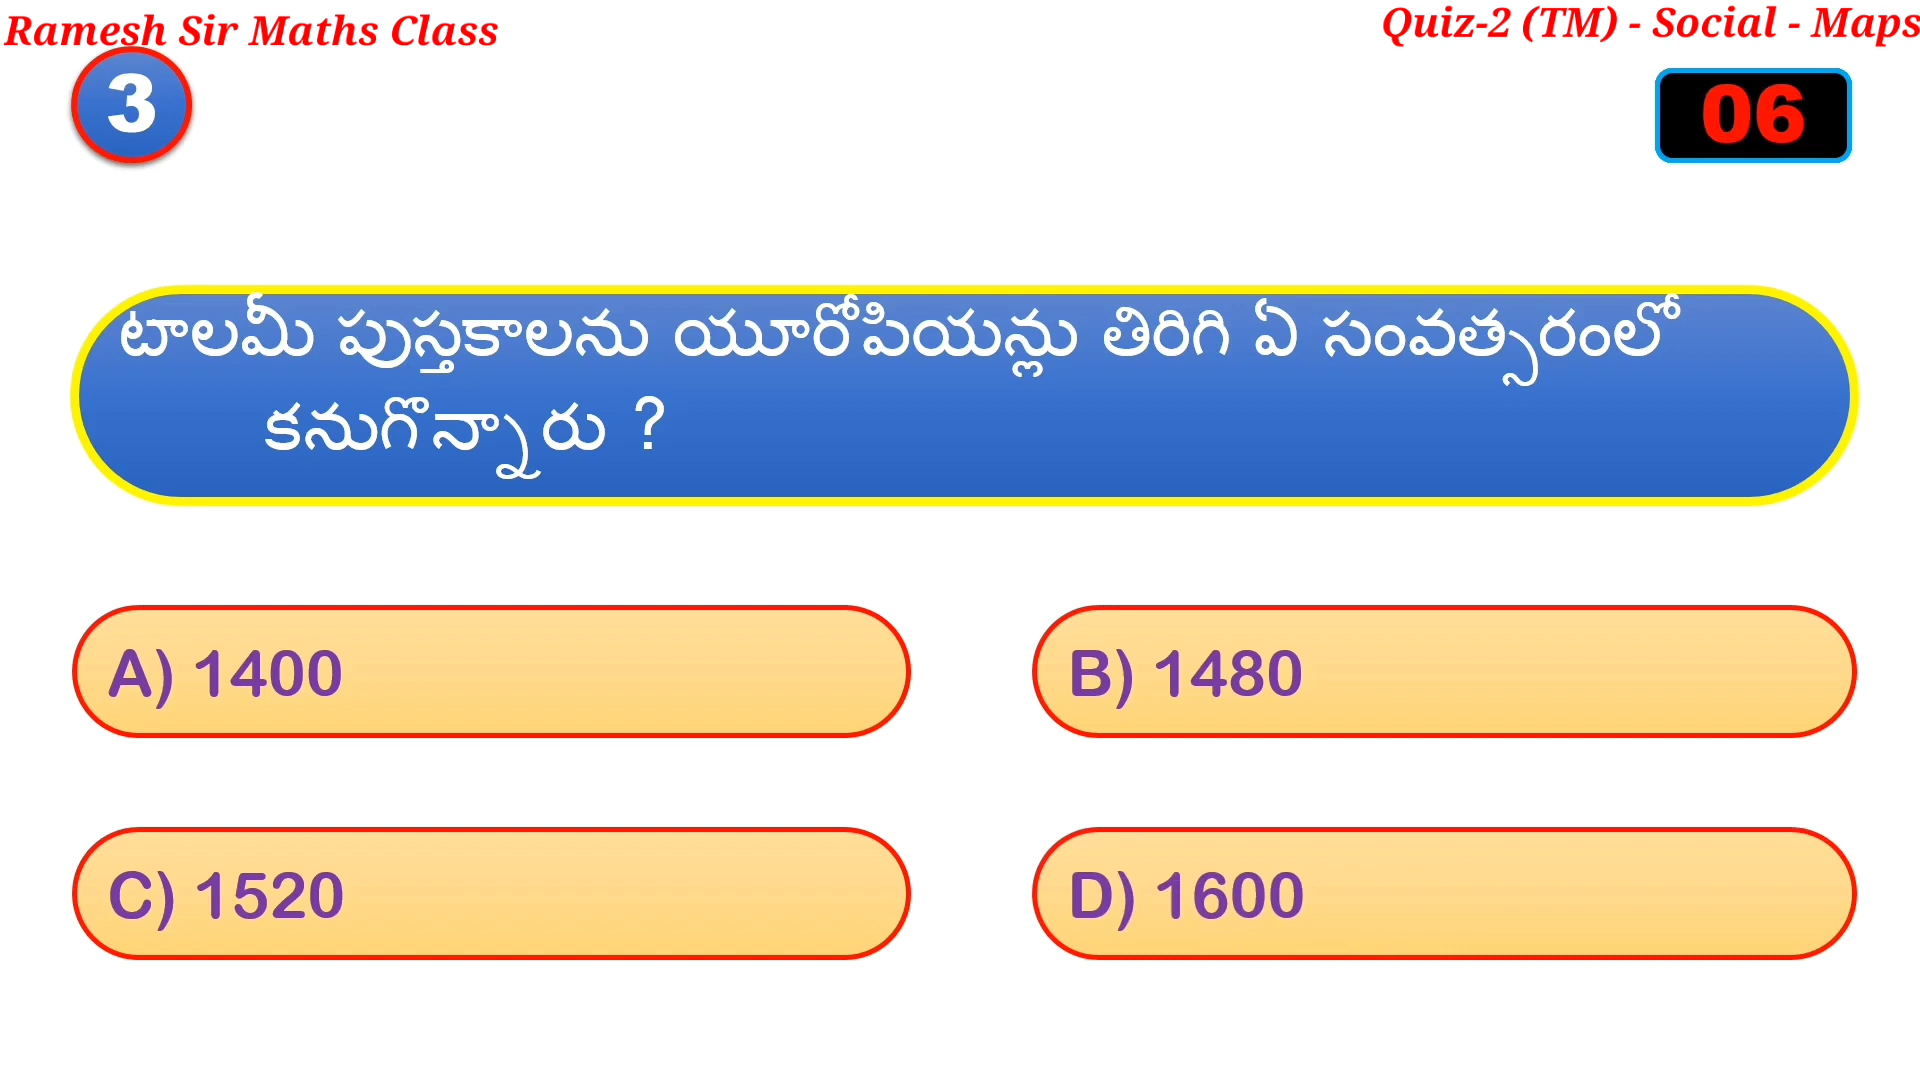 Ramesh Sir Maths Class
Quiz-2 (TM) - Social - Maps
3
06
టాలమీ పుస్తకాలను యూరోపియన్లు తిరిగి ఏ సంవత్సరంలో
కనుగొన్నారు ?
A) 1400
B) 1480
C) 1520
D) 1600